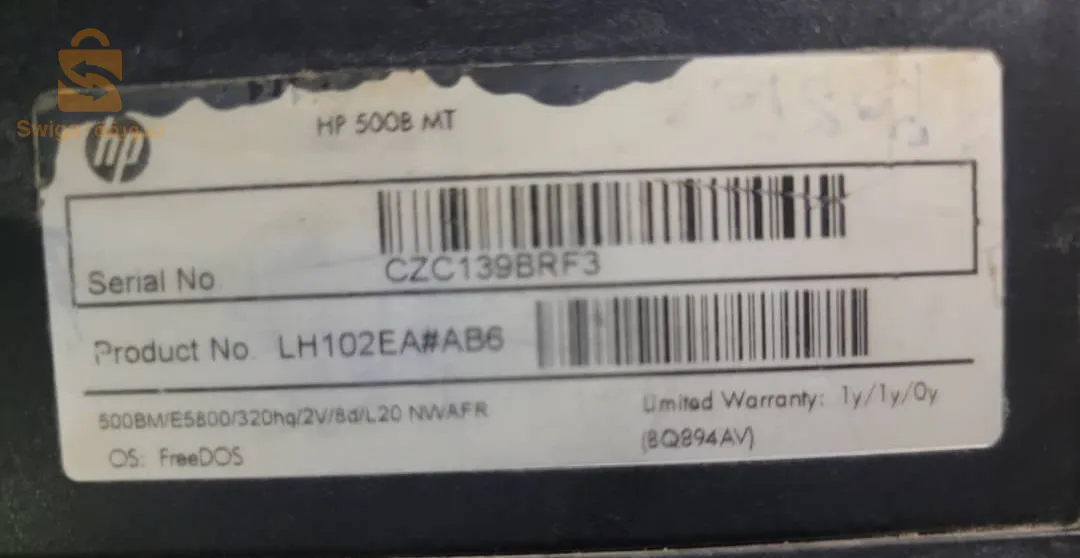 hp
HP 500B MT
Serial No
CZC139BRF3
Product No LH102EA#AB6
500BM/E5800/320hq/2V/8d/L20 NWAFR
Limited Warranty: 1y/1y/0y
OS: FreeDOS
(BQ894AV)